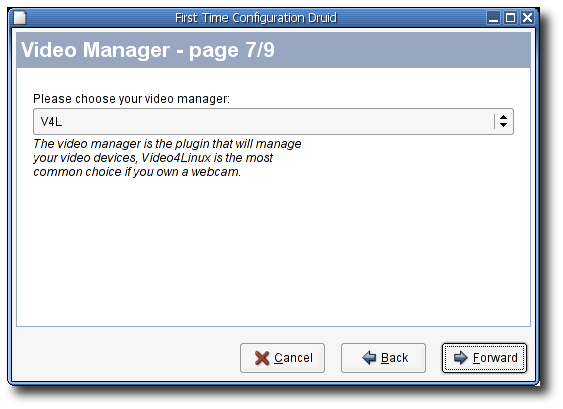 First Time Configuration Druid
Video Manager - page 7/9
Please choose your video manager:
V4L
The video manager is the plugin that will manage
your video devices, Video4Linux is the most
common choice if you own a webcam.
Cancel
Back
Forward